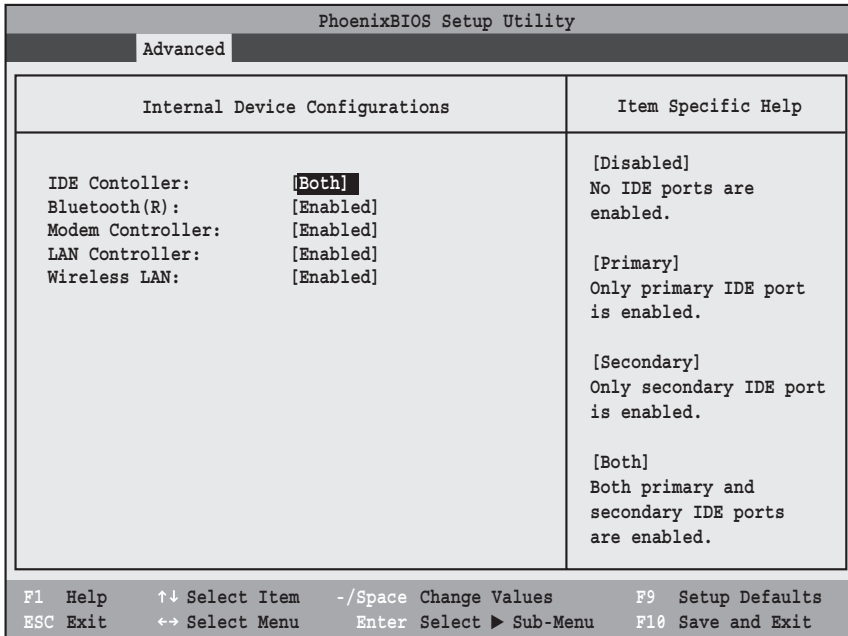 PhoenixBIOS Setup Utility
Advanced
Internal Device Configurations
IDE Contoller: [Both]
Bluetooth(R): [Enabled]
Modem Controller: [Enabled]
LAN Controller: [Enabled]
Wireless LAN: [Enabled]
Item Specific Help
[Disabled]
No IDE ports are
enabled.
[Primary]
Only primary IDE port
is enabled.
[Secondary]
Only secondary IDE port
is enabled.
[Both]
Both primary and
secondary IDE ports
are enabled.
F1 Help ↑↓ Select Item -/Space Change Values F9 Setup Defaults
ESC Exit ←→ Select Menu Enter Select ▶ Sub-Menu F10 Save and Exit